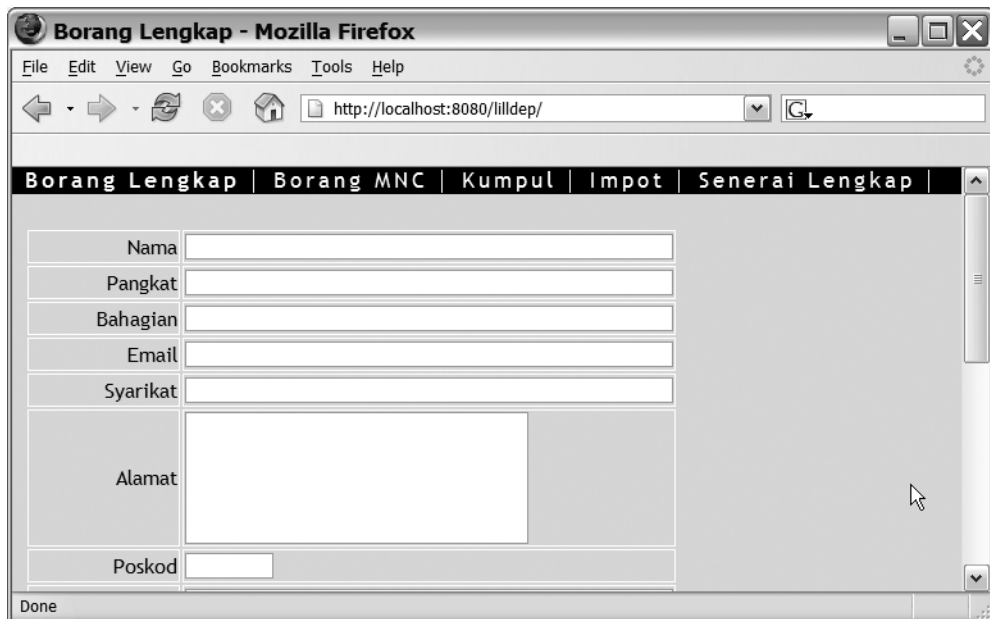 Borang Lengkap - Mozilla Firefox
File Edit View Go Bookmarks Tools Help
http://localhost:8080/lilldep/ G
Borang Lengkap | Borang MNC | Kumpul | Impot | Senerai Lengkap |
Nama
Pangkat
Bahagian
Email
Syarikat
Alamat
Poskod
Done